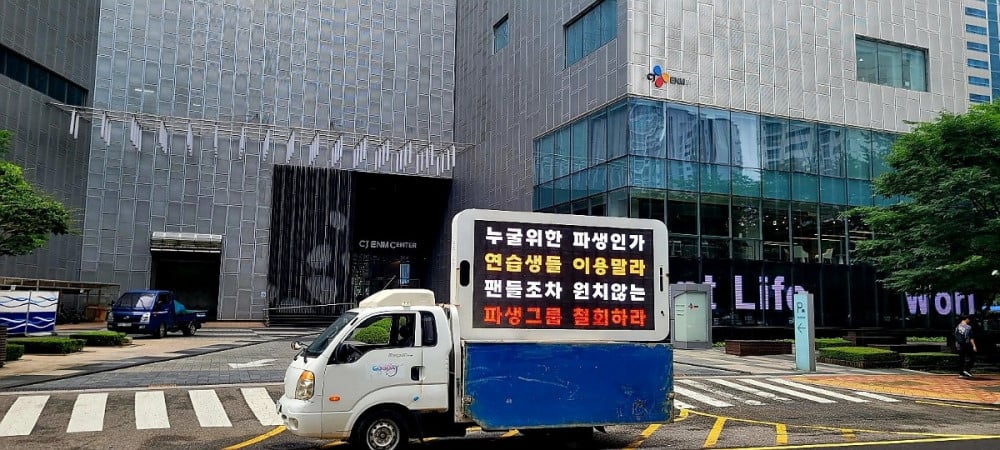 CJ ENM
CJ ENM CENTER
누굴위한 파생인가
연습생들 이용말라
팬들조차 원치않는
파생그룹 철회하라
t Life
Worl